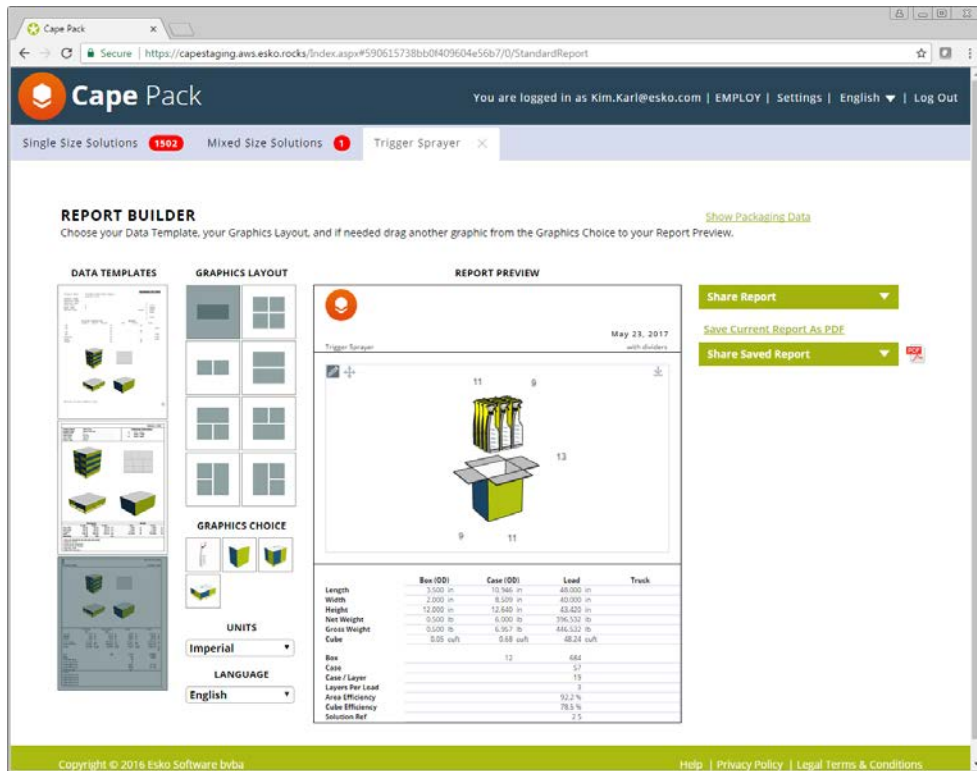 Cape Pack
Secure | https://capestaging.aws.esko.rocks/Index.aspx#590615738bb0f409604e56b7/0/StandardReport
Cape Pack
You are logged in as Kim.Karl@esko.com | EMPLOY | Settings | English | Log Out
Single Size Solutions 1502 Mixed Size Solutions 1 Trigger Sprayer
REPORT BUILDER
Show Packaging Data
Choose your Data Template, your Graphics Layout, and if needed drag another graphic from the Graphics Choice to your Report Preview.
DATA TEMPLATES GRAPHICS LAYOUT REPORT PREVIEW
Share Report
May 23, 2017
Save Current Report As PDF
Trigger Sprayer with dividers
Share Saved Report PDF
11 9
13
9 11
GRAPHICS CHOICE
UNITS
Imperial
LANGUAGE
English
Box (OD) Case (OD) Load Truck
Length 3.500 in 10.946 in 48.000 in
Width 2.000 in 8.509 in 40.000 in
Height 12.000 in 12.640 in 43.420 in
Net Weight 0.500 lb 6.000 lb 396.532 lb
Gross Weight 0.500 lb 6.957 lb 446.532 lb
Cube 0.05 cuft 0.68 cuft 48.24 cuft
Box 12 684
Case 57
Case / Layer 19
Layers Per Load 3
Area Efficiency 92.2 %
Cube Efficiency 78.5 %
Solution Ref 2 5
Copyright © 2016 Esko Software bvba
Help | Privacy Policy | Legal Terms & Conditions